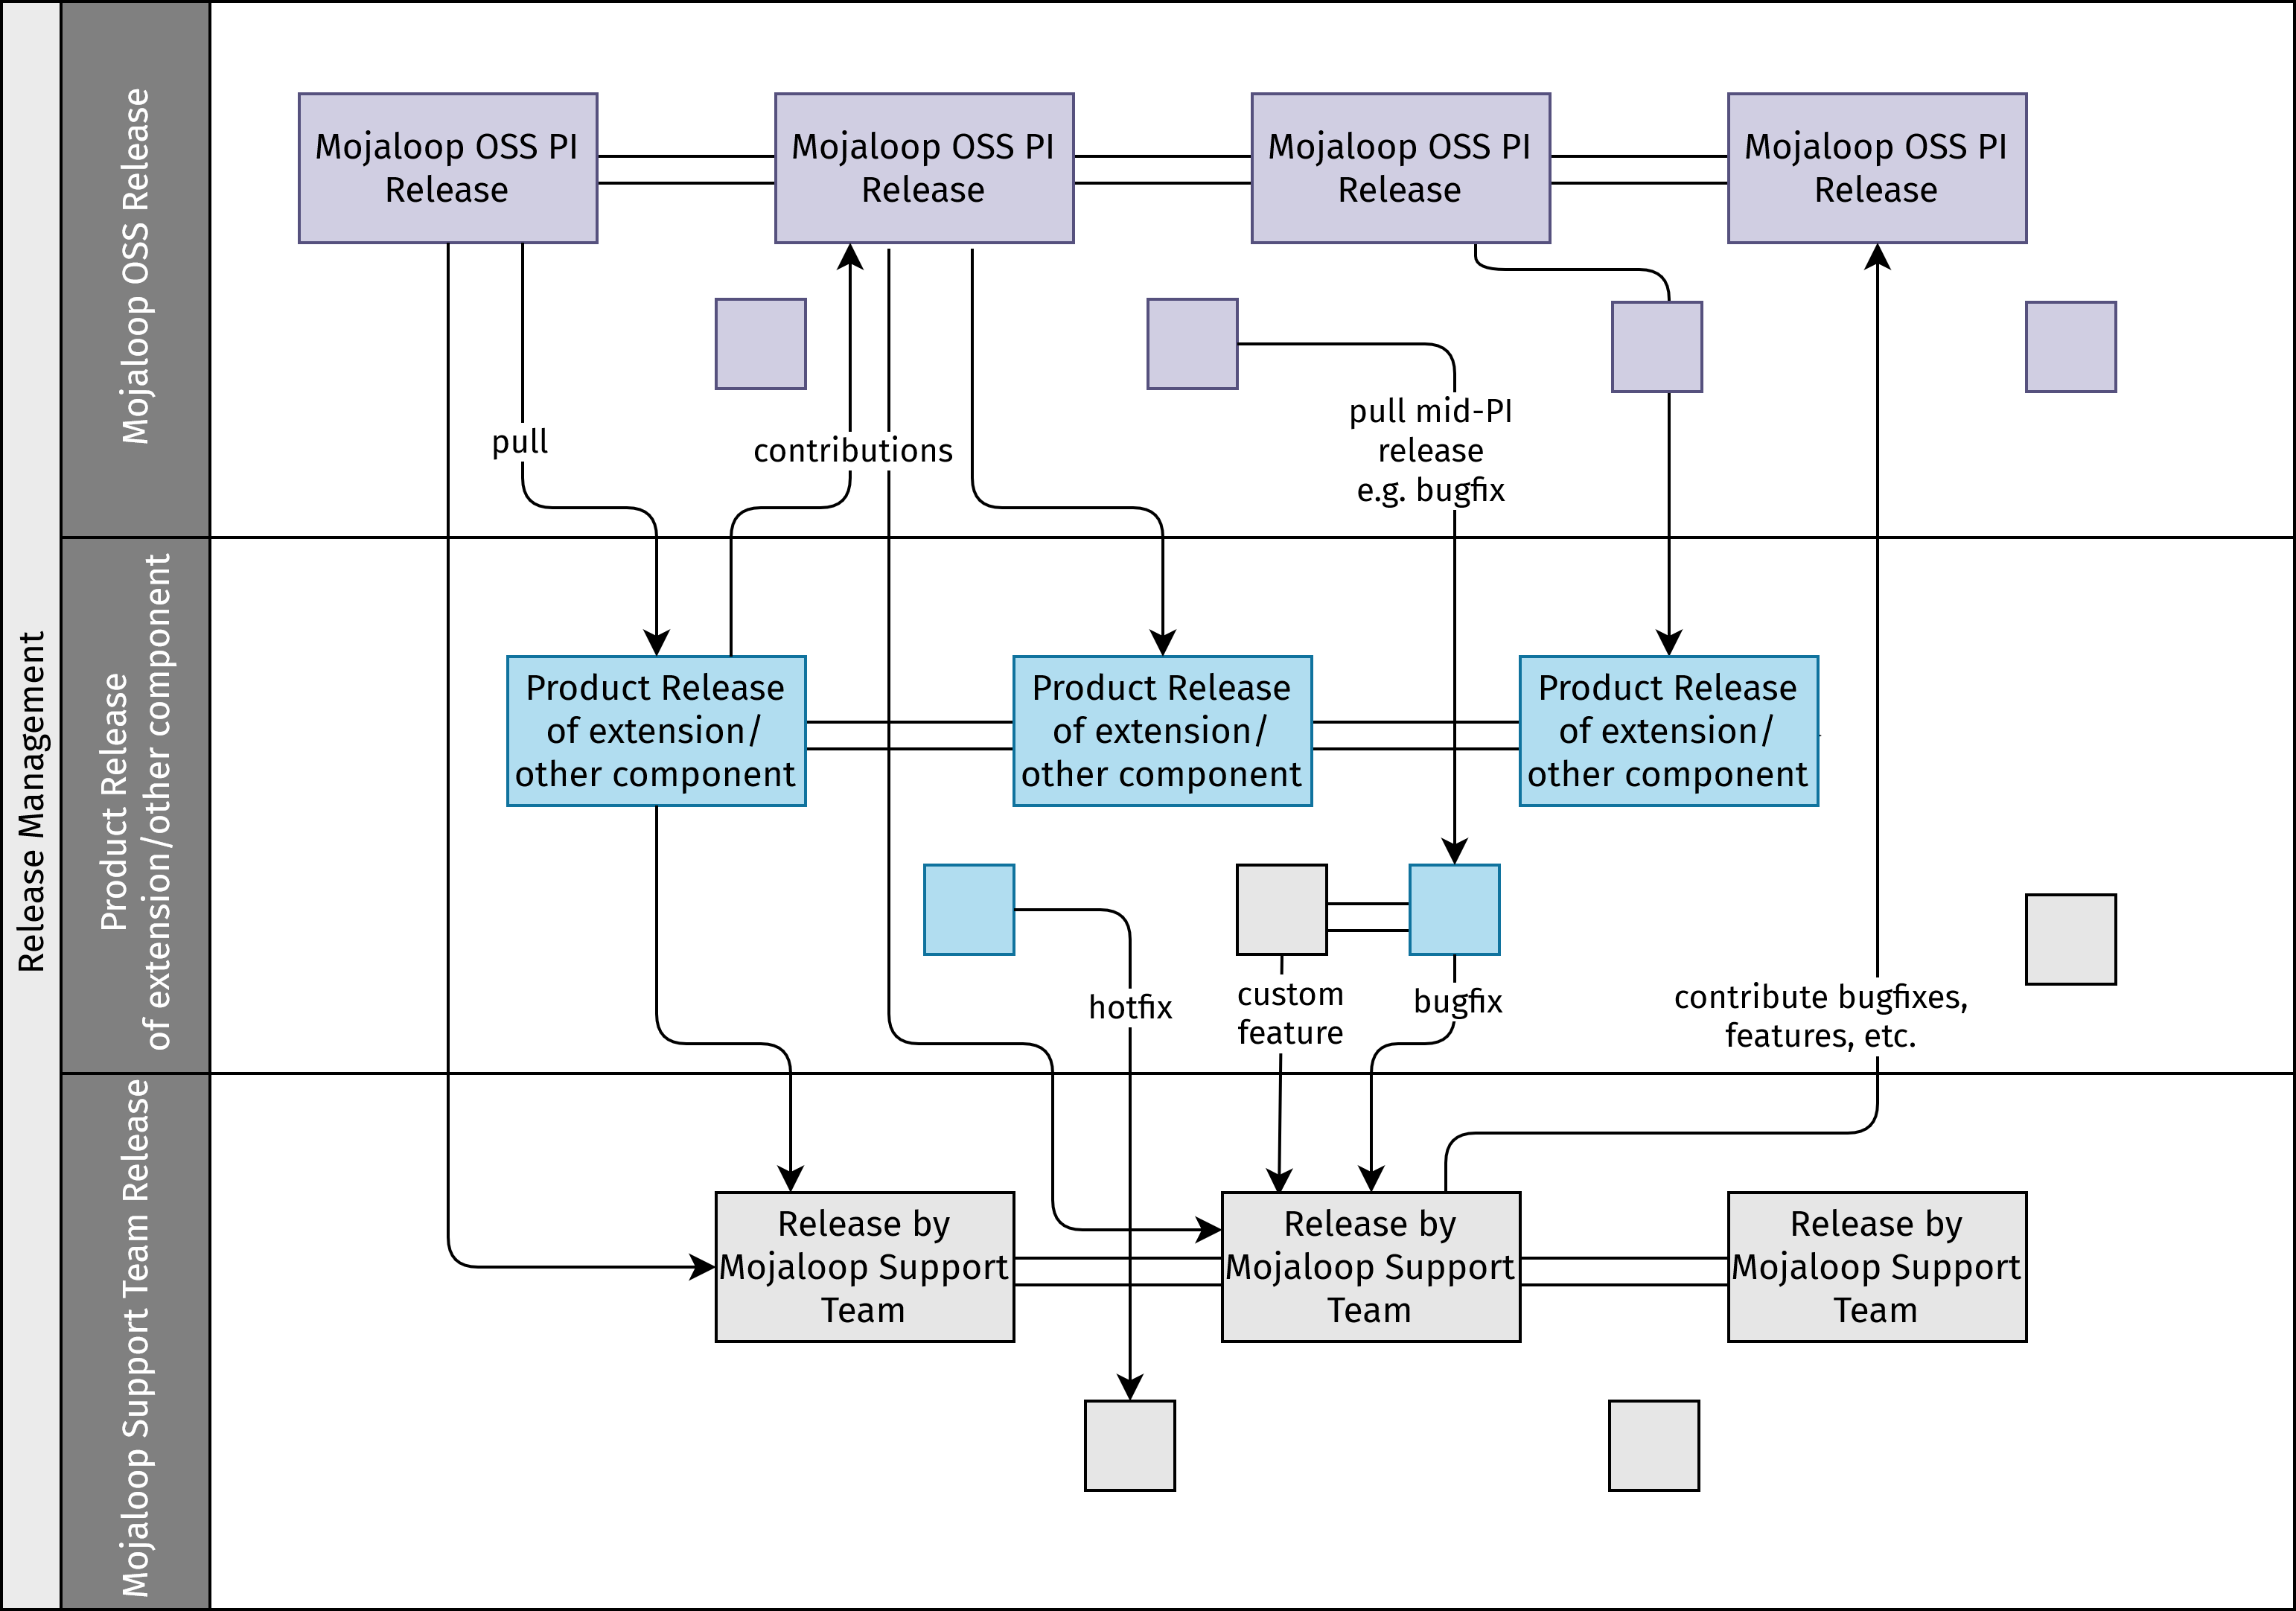 Release Management
Mojaloop OSS Release
Mojaloop OSS PI
Release
Mojaloop OSS PI
Release
Mojaloop OSS PI
Release
Mojaloop OSS PI
Release
pull
contributions
pull mid-PI
release
e.g. bugfix
Product Release
of extension/other component
Product Release
of extension/
other component
Product Release
of extension/
other component
Product Release
of extension/
other component
hotfix
custom
feature
bugfix
contribute bugfixes,
features, etc.
Mojaloop Support Team Release
Release by
Mojaloop Support
Team
Release by
Mojaloop Support
Team
Release by
Mojaloop Support
Team